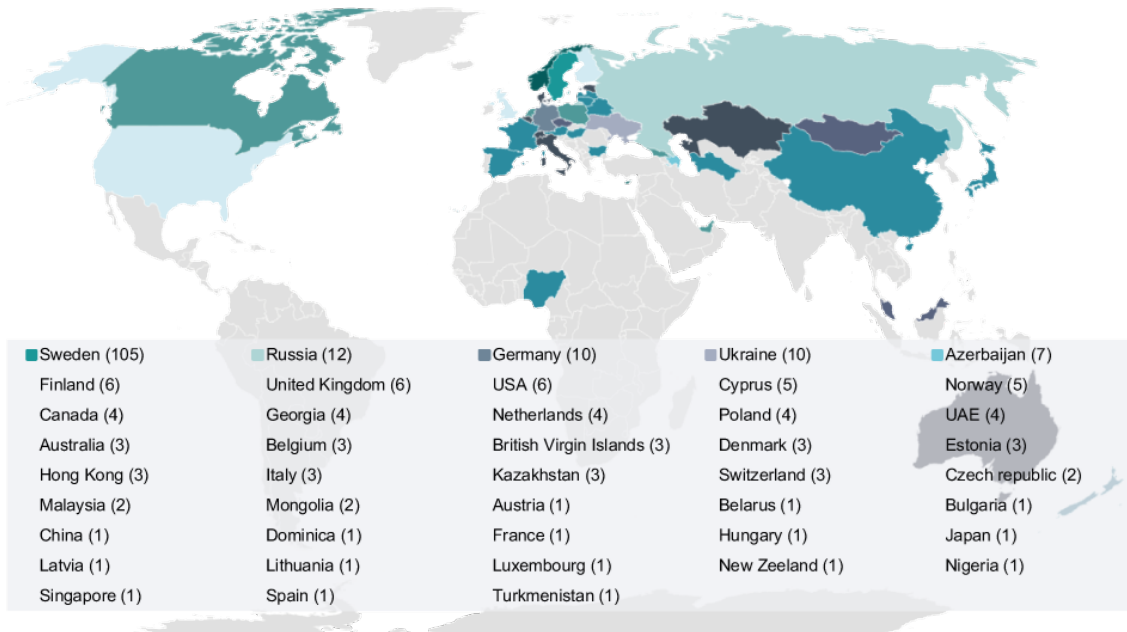 Sweden (105) Russia (12) Germany (10) Ukraine (10) Azerbaijan (7)
Finland (6) United Kingdom (6) USA (6) Cyprus (5) Norway (5)
Canada (4) Georgia (4) Netherlands (4) Poland (4) UAE (4)
Australia (3) Belgium (3) British Virgin Islands (3) Denmark (3) Estonia (3)
Hong Kong (3) Italy (3) Kazakhstan (3) Switzerland (3) Czech republic (2)
Malaysia (2) Mongolia (2) Austria (1) Belarus (1) Bulgaria (1)
China (1) Dominica (1) France (1) Hungary (1) Japan (1)
Latvia (1) Lithuania (1) Luxembourg (1) New Zeeland (1) Nigeria (1)
Singapore (1) Spain (1) Turkmenistan (1)